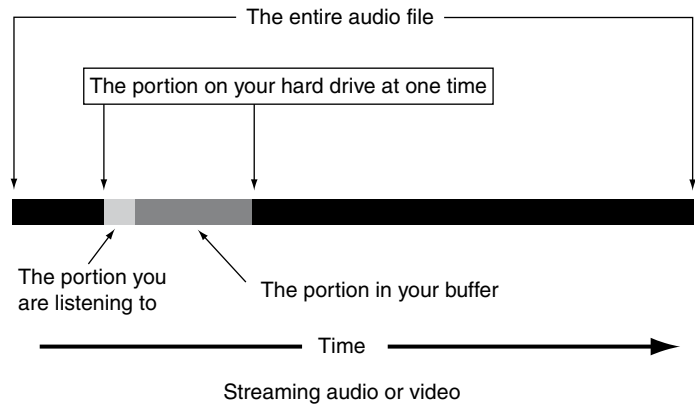 The entire audio file
The portion on your hard drive at one time
The portion you
are listening to
The portion in your buffer
Time
Streaming audio or video